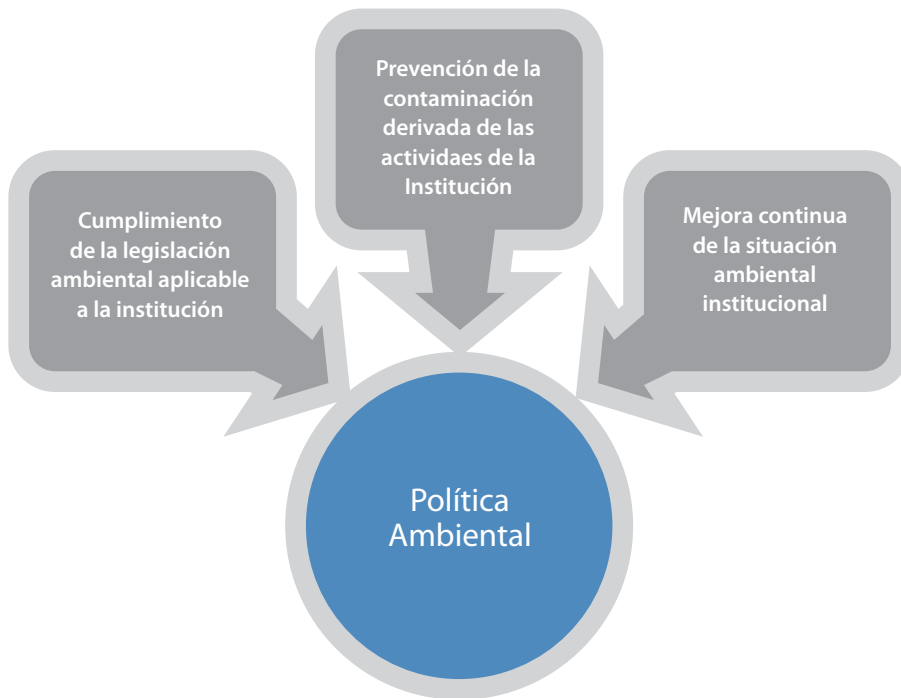 Cumplimiento
de la legislación
ambiental aplicable
a la institución
Prevención de la
contaminación
derivada de las
actividaes de la
Institución
Mejora continua
de la situación
ambiental
institucional
Política
Ambiental